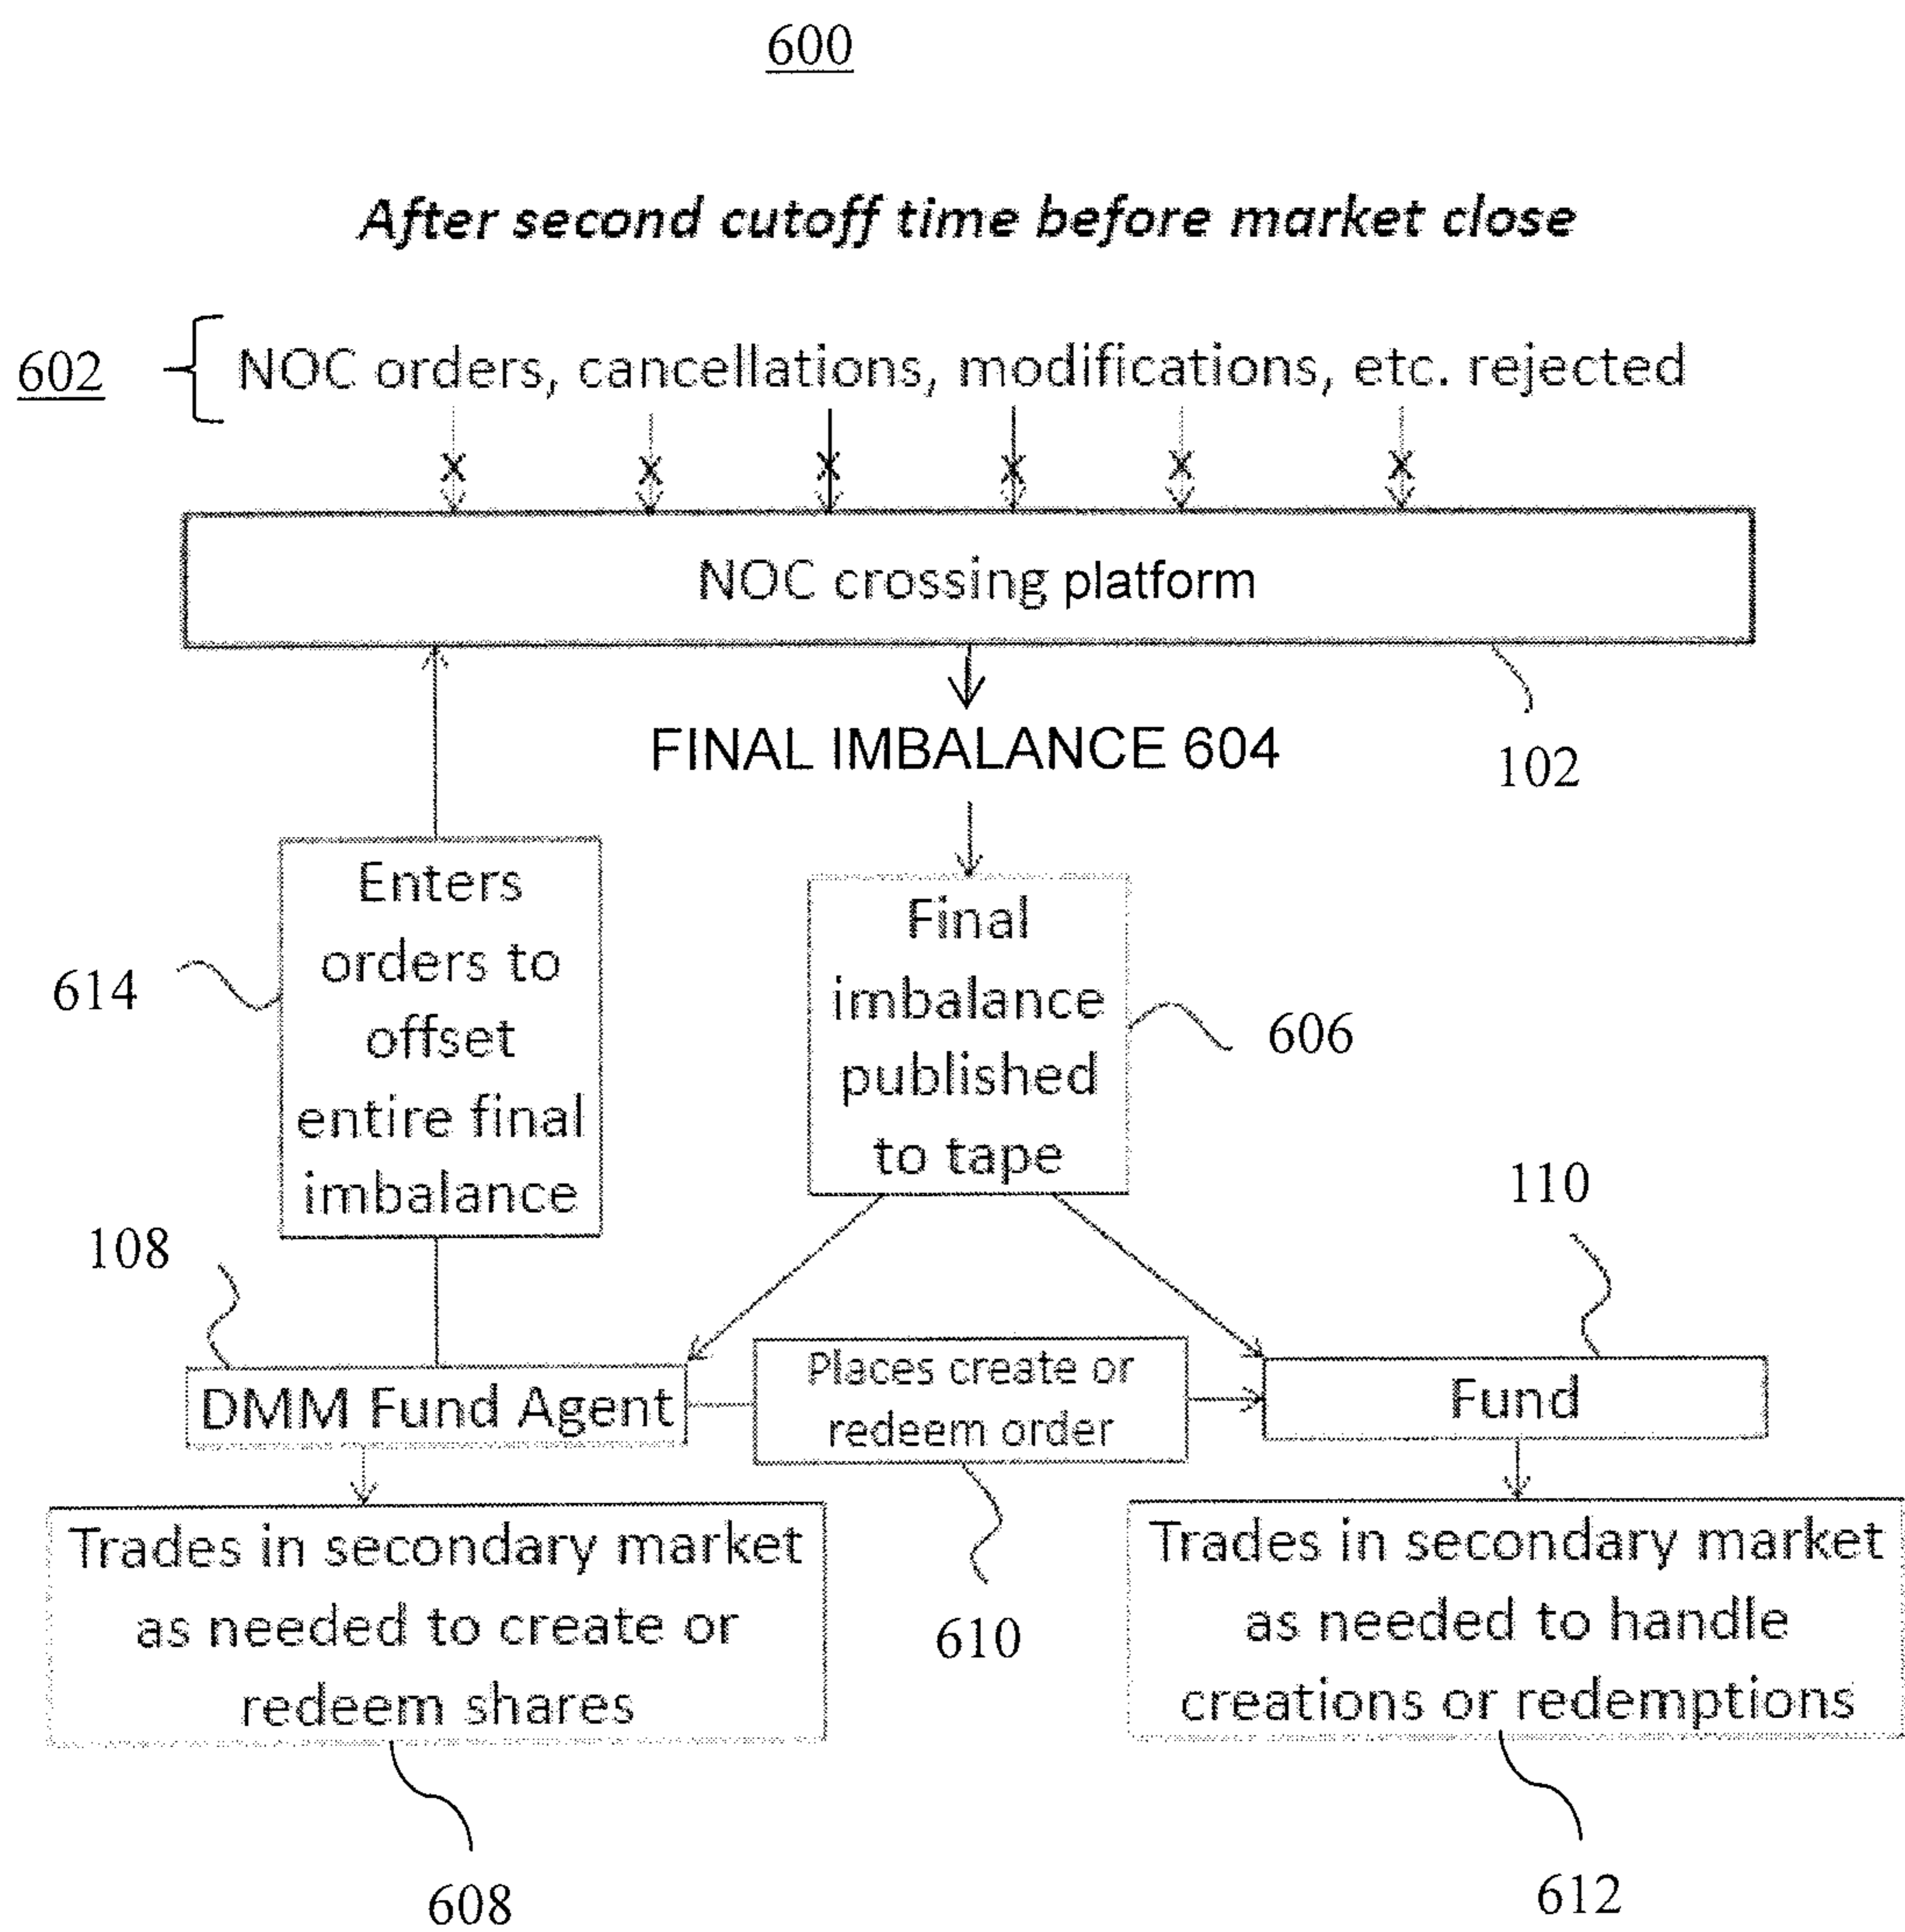 600
After second cutoff time before market close
602
NOC orders, cancellations, modifications, etc. rejected
X X X X X X
NOC crossing platform
102
FINAL IMBALANCE 604
Enters
orders to
offset
entire final
imbalance
614
Final
imbalance
published
to tape
606
108
110
DMM Fund Agent
Places create or
redeem order
Fund
610
Trades in secondary market
as needed to create or
redeem shares
608
Trades in secondary market
as needed to handle
creations or redemptions
612